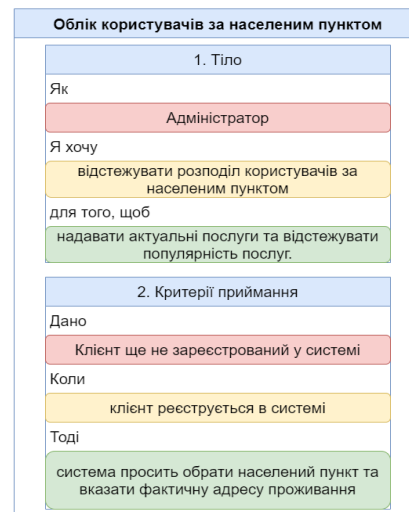 Облік користувачів за населеним пунктом
1. Тіло
Як
Адміністратор
Я хочу
відстежувати розподіл користувачів за
населеним пунктом
для того, щоб
надавати актуальні послуги та відстежувати
популярність послуг.
2. Критерії приймання
Дано
Клієнт ще не зареєстрований у системі
Коли
клієнт реєструється в системі
Тоді
система просить обрати населений пункт та
вказати фактичну адресу проживання